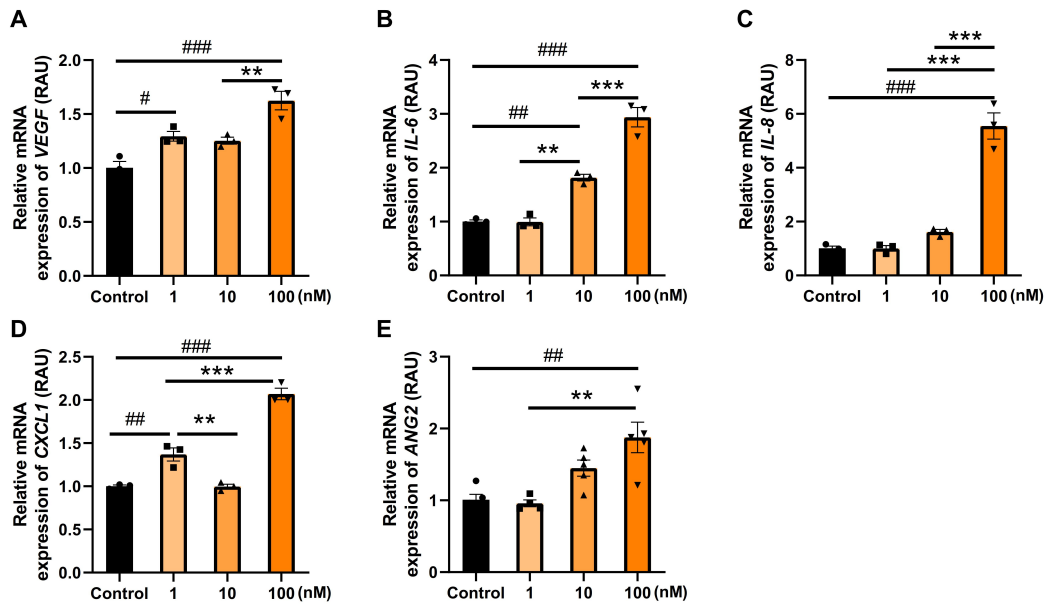 A
Relative mRNA
expression of VEGF (RAU)
2.0
1.5
1.0
0.5
0.0
###
#
**
Control 1 10 100 (nM)
B
Relative mRNA
expression of IL-6 (RAU)
4
3
2
1
0
###
##
***
**
Control 1 10 100 (nM)
C
Relative mRNA
expression of IL-8 (RAU)
8
6
4
2
0
***
***
###
Control 1 10 100 (nM)
D
Relative mRNA
expression of CXCL1 (RAU)
2.5
2.0
1.5
1.0
0.5
0.0
###
***
##
**
Control 1 10 100 (nM)
E
Relative mRNA
expression of ANG2 (RAU)
3
2
1
0
##
**
Control 1 10 100 (nM)